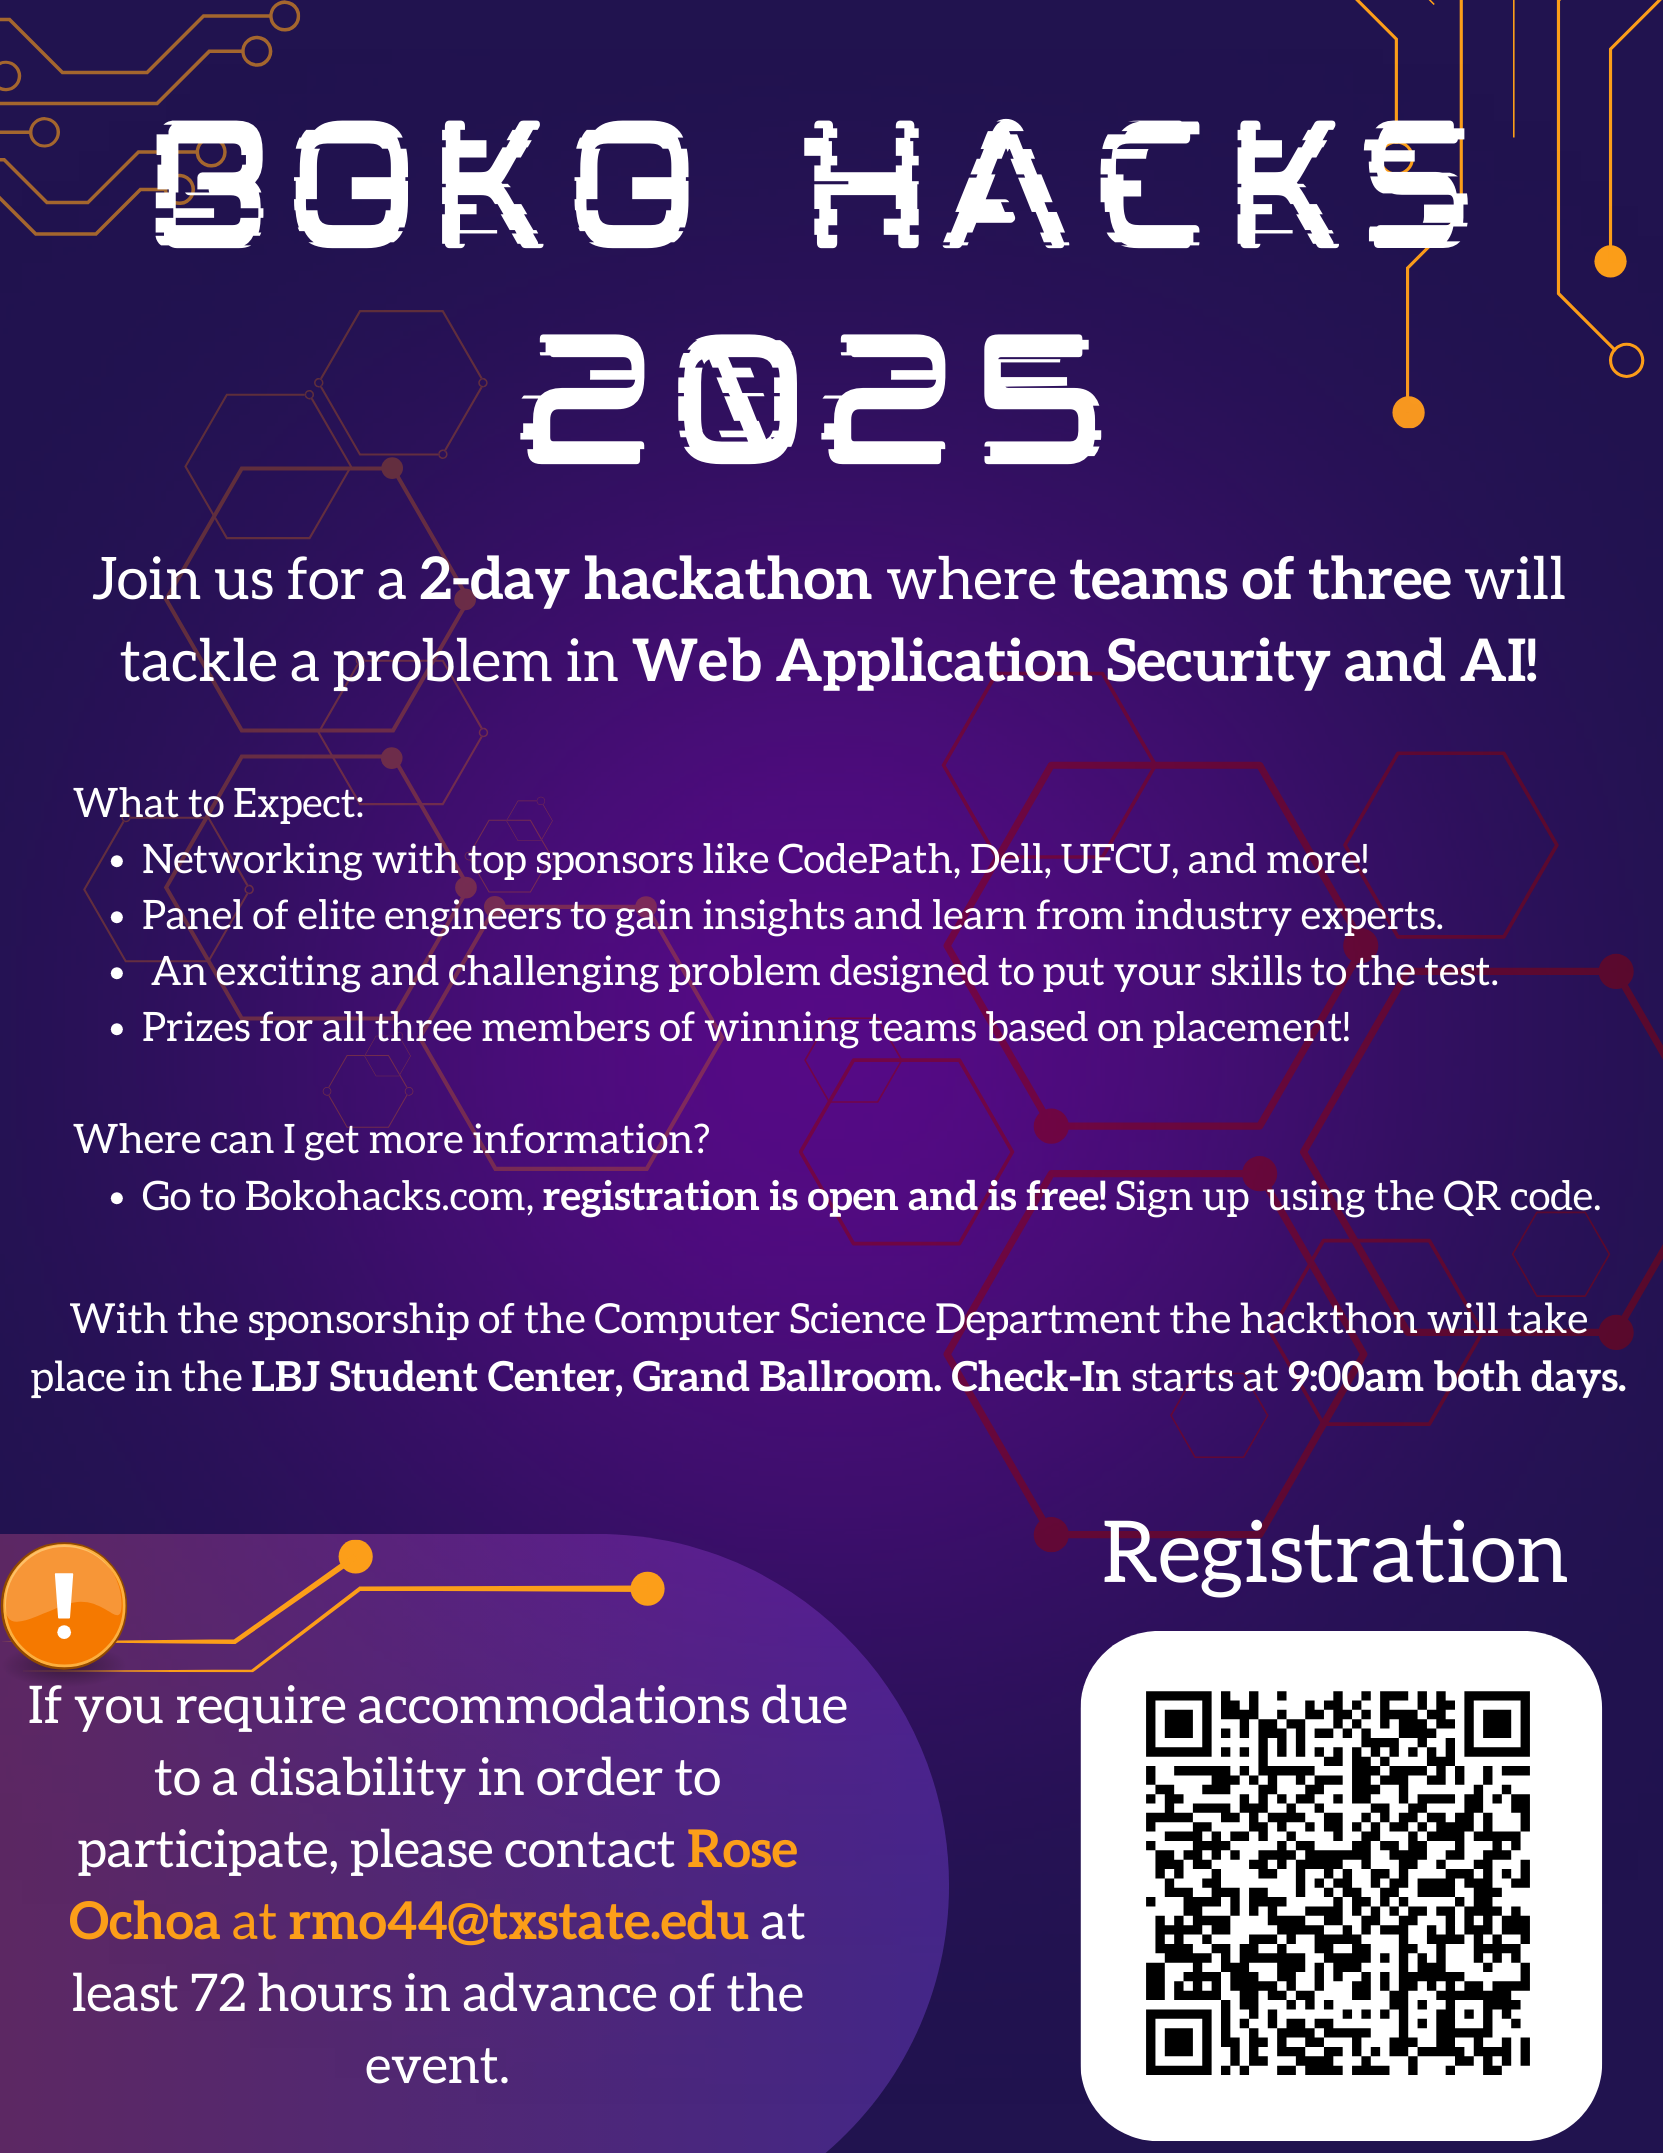 BOKO HACKS
2025
Join us for a 2-day hackathon where teams of three will
tackle a problem in Web Application Security and AI!
What to Expect:
• Networking with top sponsors like CodePath, Dell, UFCU, and more!
• Panel of elite engineers to gain insights and learn from industry experts.
• An exciting and challenging problem designed to put your skills to the test.
• Prizes for all three members of winning teams based on placement!
Where can I get more information?
• Go to Bokohacks.com, registration is open and is free! Sign up using the QR code.
With the sponsorship of the Computer Science Department the hackthon will take
place in the LBJ Student Center, Grand Ballroom. Check-In starts at 9:00am both days.
!
If you require accommodations due
to a disability in order to
participate, please contact Rose
Ochoa at rmo44@txstate.edu at
least 72 hours in advance of the
event.
Registration